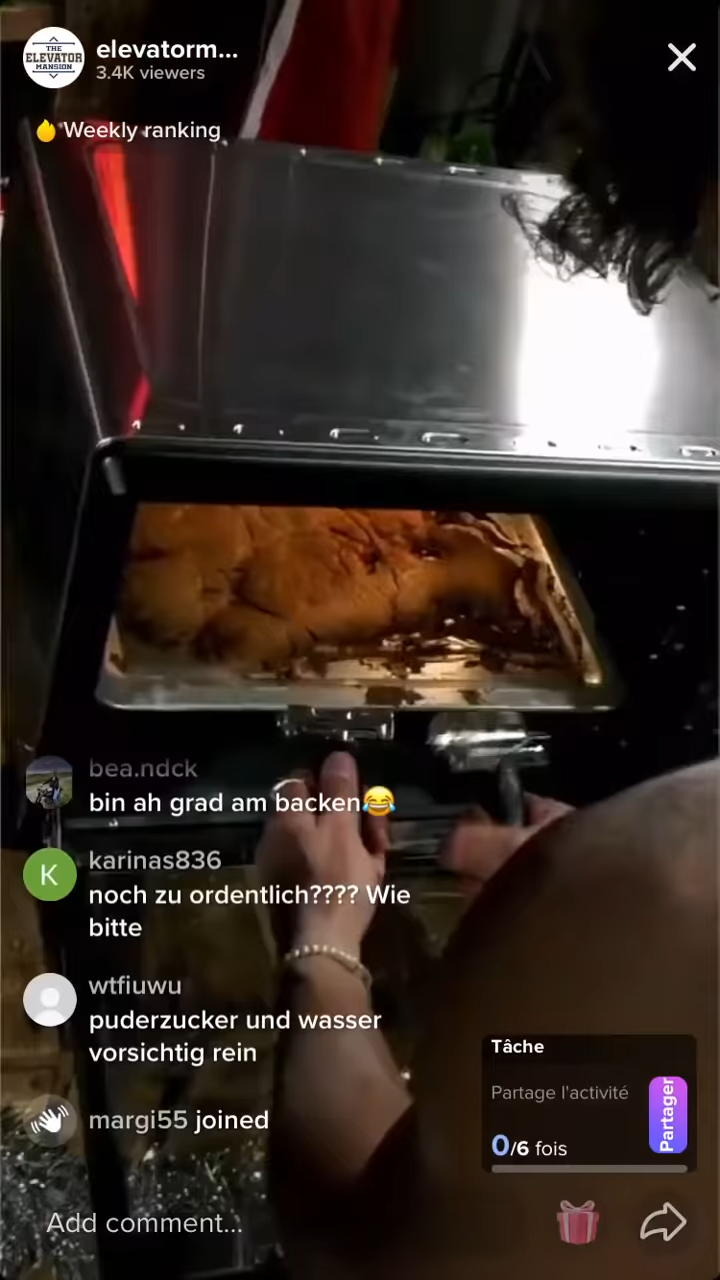 THE
ELEVATOR
MANSION
elevatorm...
3.4K viewers
Weekly ranking
bea.ndck
bin ah grad am backen😂
karinas836
K
noch zu ordentlich???? Wie
bitte
wtfiuwu
puderzucker und wasser
vorsichtig rein
margi55 joined
Tâche
Partage l'activité
0/6 fois
Partager
Add comment...